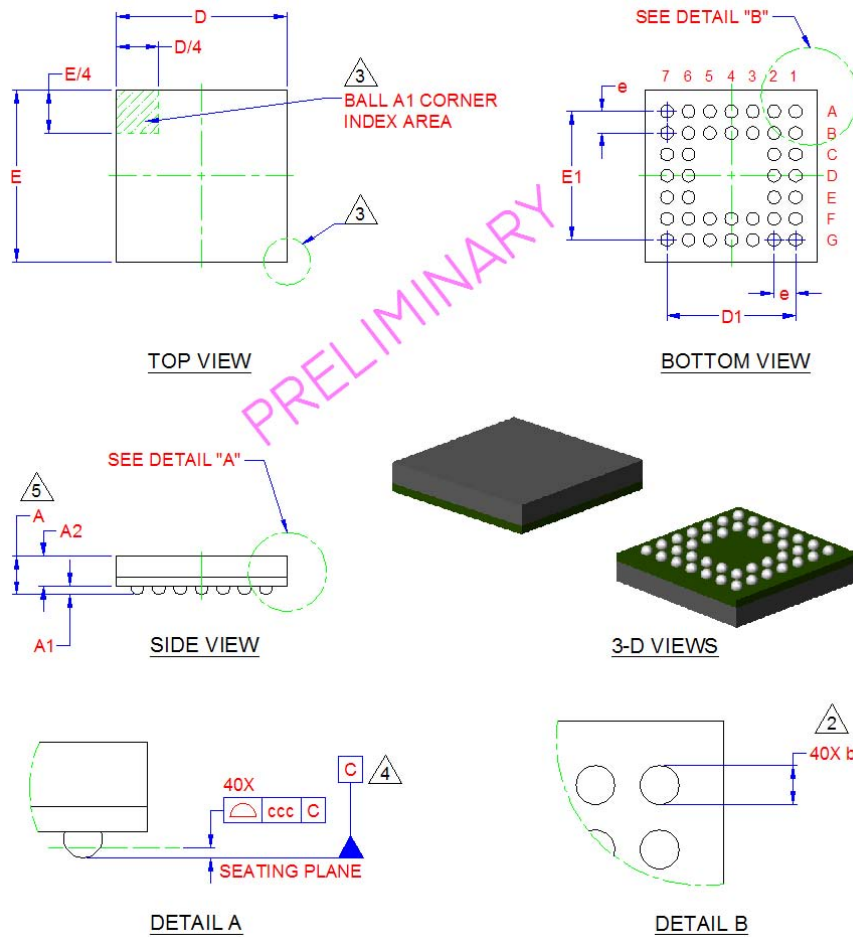 D
D/4
E/4
3
BALL A1 CORNER
INDEX AREA
E
3
TOP VIEW
SEE DETAIL "B"
7 6 5 4 3 2 1
e
A
B
C
D
E
F
G
E1
e
D1
BOTTOM VIEW
PRELIMINARY
SEE DETAIL "A"
5
A
A2
A1
SIDE VIEW
3-D VIEWS
40X
ccc C
C
4
SEATING PLANE
DETAIL A
2
40X b
DETAIL B